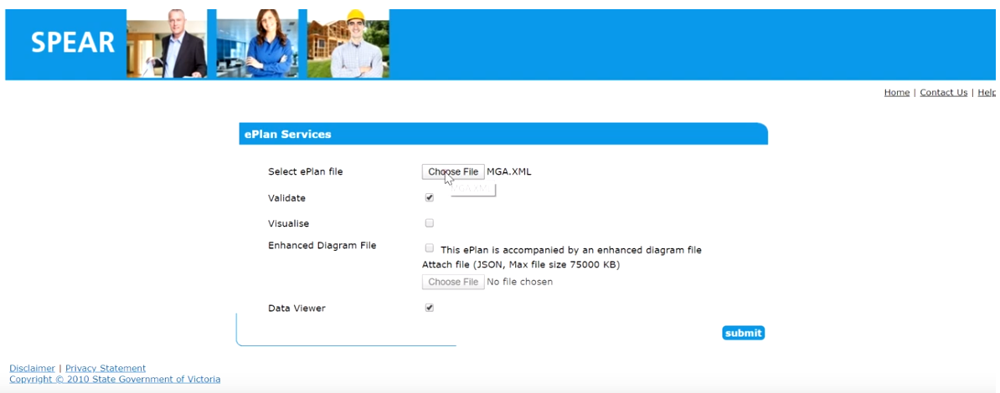 SPEAR
Home | Contact Us | Help
ePlan Services
Select ePlan file Choose File MGA.XML
MGA.XML
Validate
Visualise
Enhanced Diagram File This ePlan is accompanied by an enhanced diagram file
Attach file (JSON, Max file size 75000 KB)
Choose File No file chosen
Data Viewer
submit
Disclaimer | Privacy Statement
Copyright © 2010 State Government of Victoria